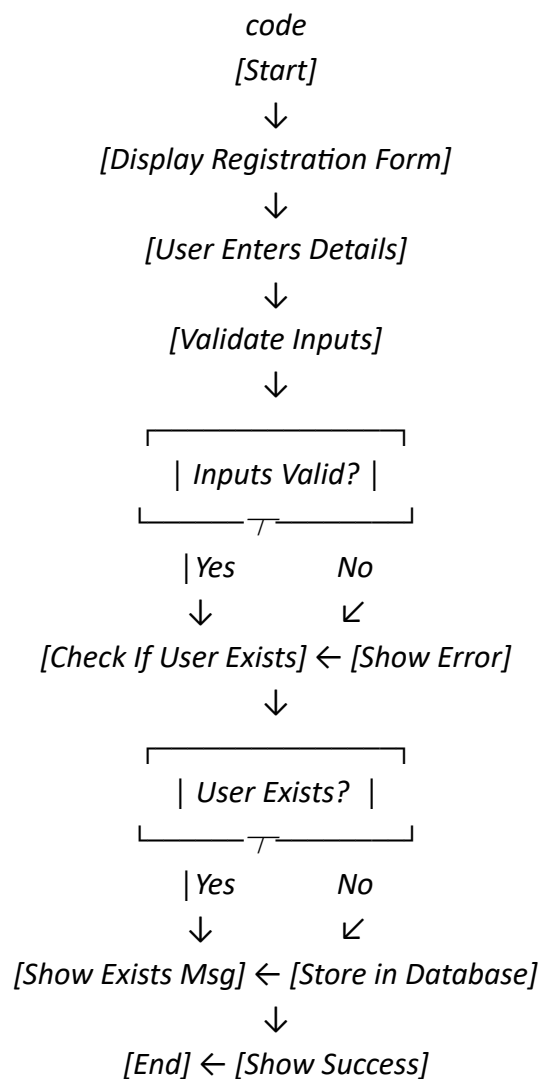 code
[Start]
↓
[Display Registration Form]
↓
[User Enters Details]
↓
[Validate Inputs]
↓
┌─────────────────┐
| Inputs Valid? |
└───────┬─────────┘
|Yes No
↓ ↙
[Check If User Exists] ← [Show Error]
↓
┌─────────────────┐
| User Exists? |
└───────┬─────────┘
|Yes No
↓ ↙
[Show Exists Msg] ← [Store in Database]
↓
[End] ← [Show Success]